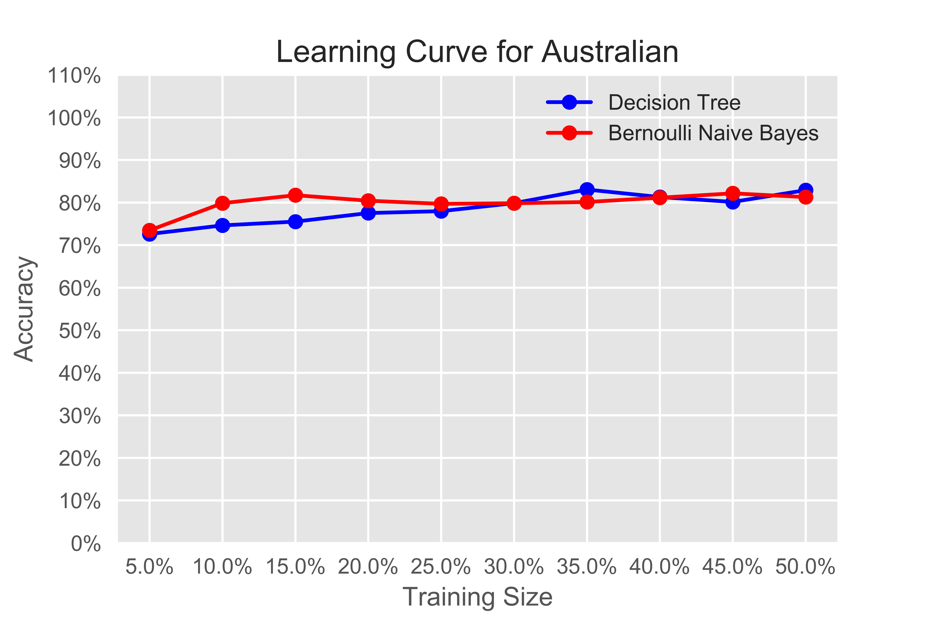 Learning Curve for Australian
110%
100%
90%
80%
70%
60%
50%
40%
30%
20%
10%
0%
Accuracy
Decision Tree
Bernoulli Naive Bayes
5.0% 10.0% 15.0% 20.0% 25.0% 30.0% 35.0% 40.0% 45.0% 50.0%
Training Size